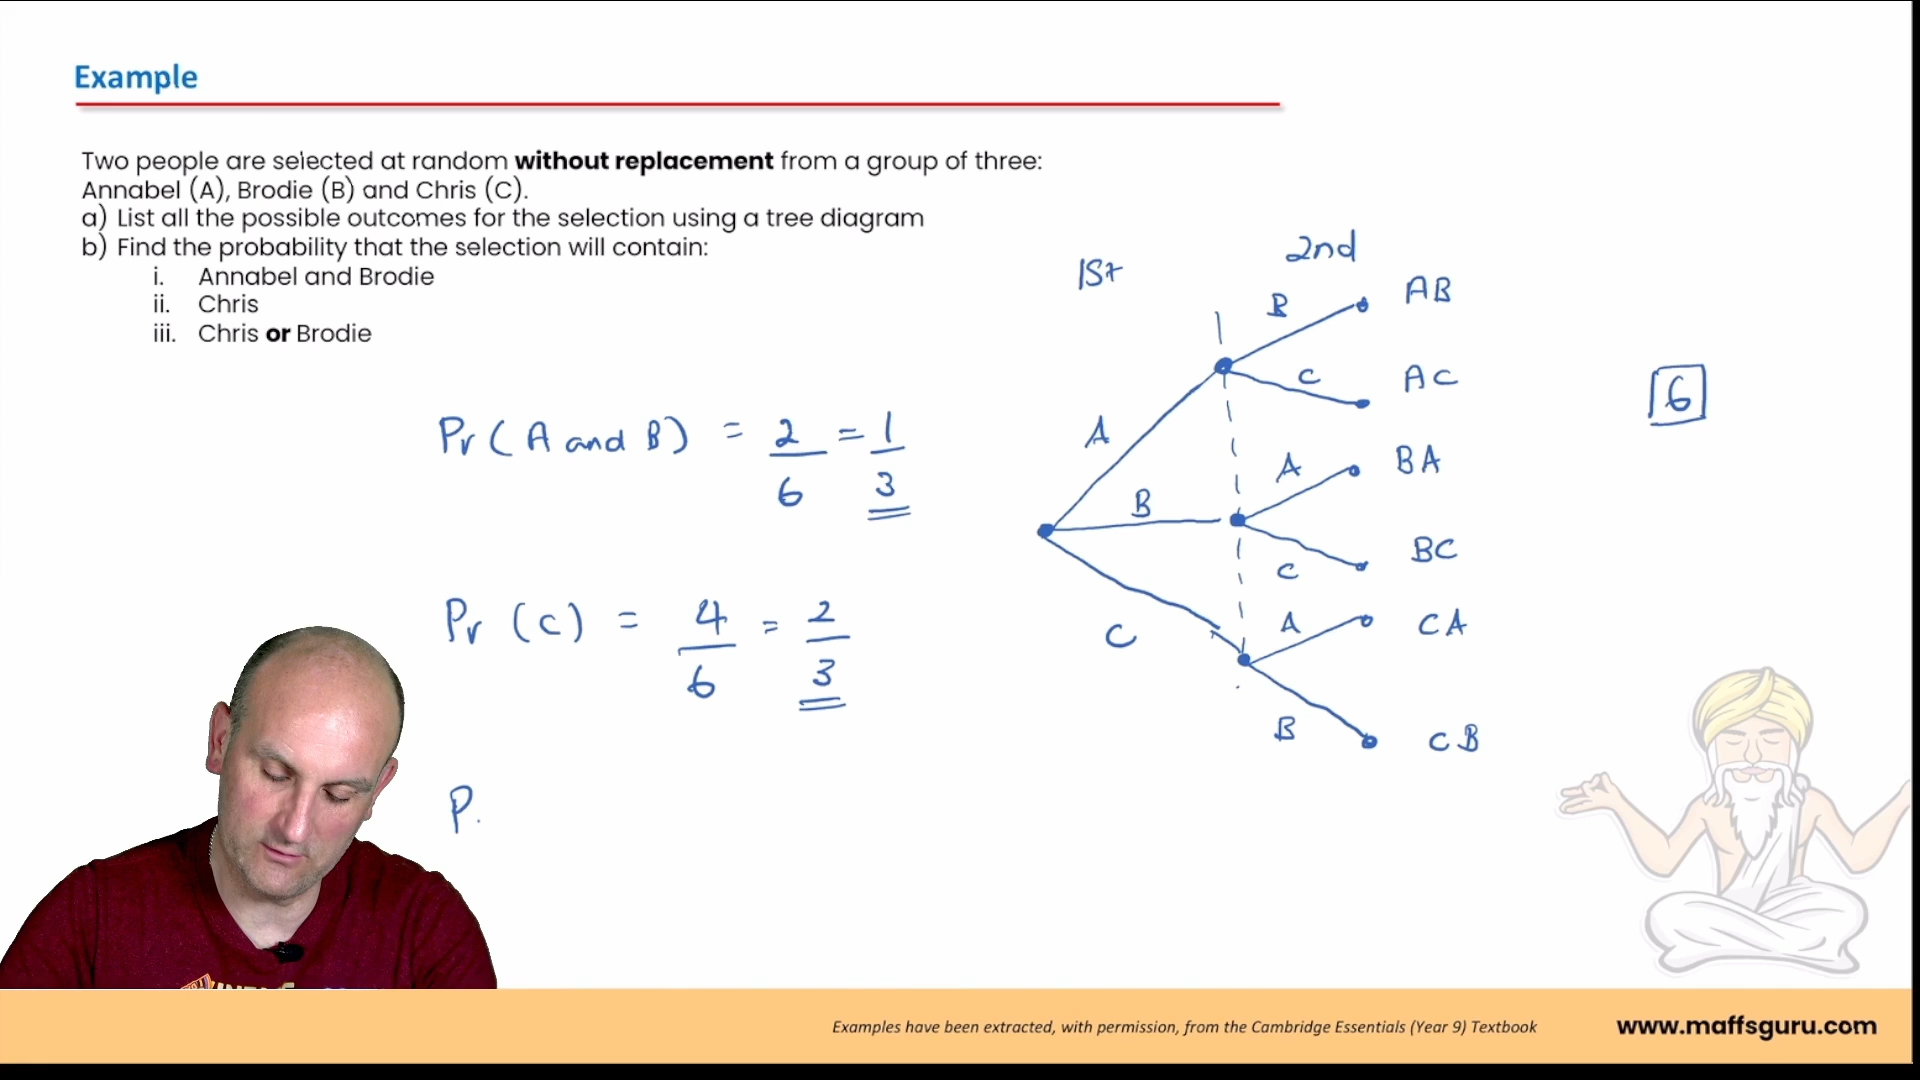 Example
Two people are selected at random without replacement from a group of three:
Annabel (A), Brodie (B) and Chris (C).
a) List all the possible outcomes for the selection using a tree diagram
b) Find the probability that the selection will contain:
i. Annabel and Brodie
ii. Chris
iii. Chris or Brodie
1st
2nd
B
AB
C
AC
6
A
Pr(A and B) = 2/6 = 1/3
A
BA
B
C
BC
Pr (C) = 4/6 = 2/3
A
CA
C
B
CB
P
Examples have been extracted, with permission, from the Cambridge Essentials (Year 9) Textbook
www.maffsguru.com